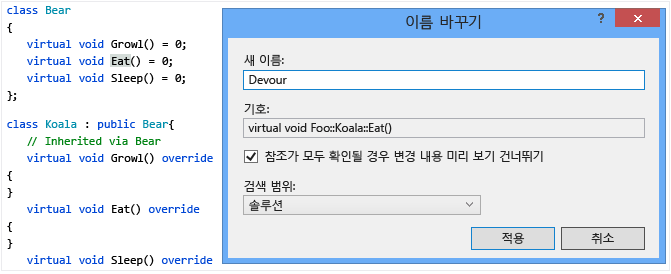 class Bear
{
virtual void Growl() = 0;
virtual void Eat() = 0;
virtual void Sleep() = 0;
};
class Koala : public Bear{
// Inherited via Bear
virtual void Growl() override
{
}
virtual void Eat() override
{
}
virtual void Sleep() override
이름 바꾸기
?
새 이름:
Devour
기호:
virtual void Foo::Koala::Eat()
참조가 모두 확인될 경우 변경 내용 미리 보기 건너뛰기
검색 범위:
솔루션
적용
취소